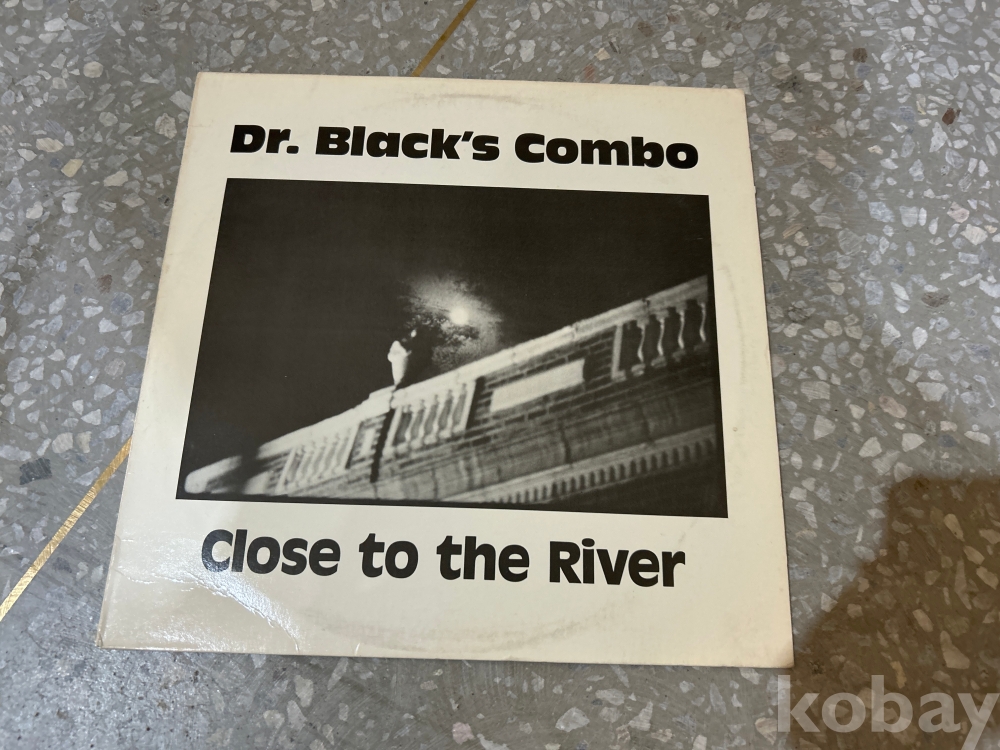 Dr. Black's Combo
Close to the River
kobay